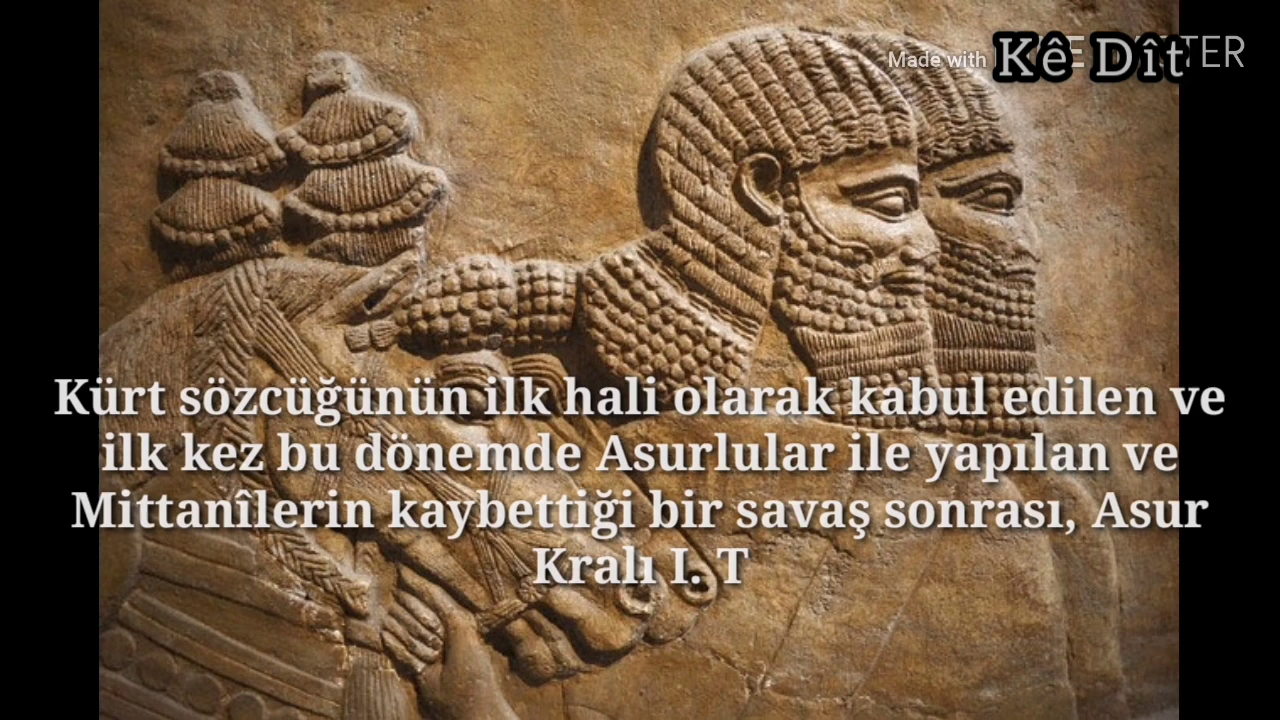 Made with Kê Dît TER
Kürt sözcüğünün ilk hali olarak kabul edilen ve
ilk kez bu dönemde Asurlular ile yapılan ve
Mittanîlerin kaybettiği bir savaş sonrası, Asur
Kralı I. T